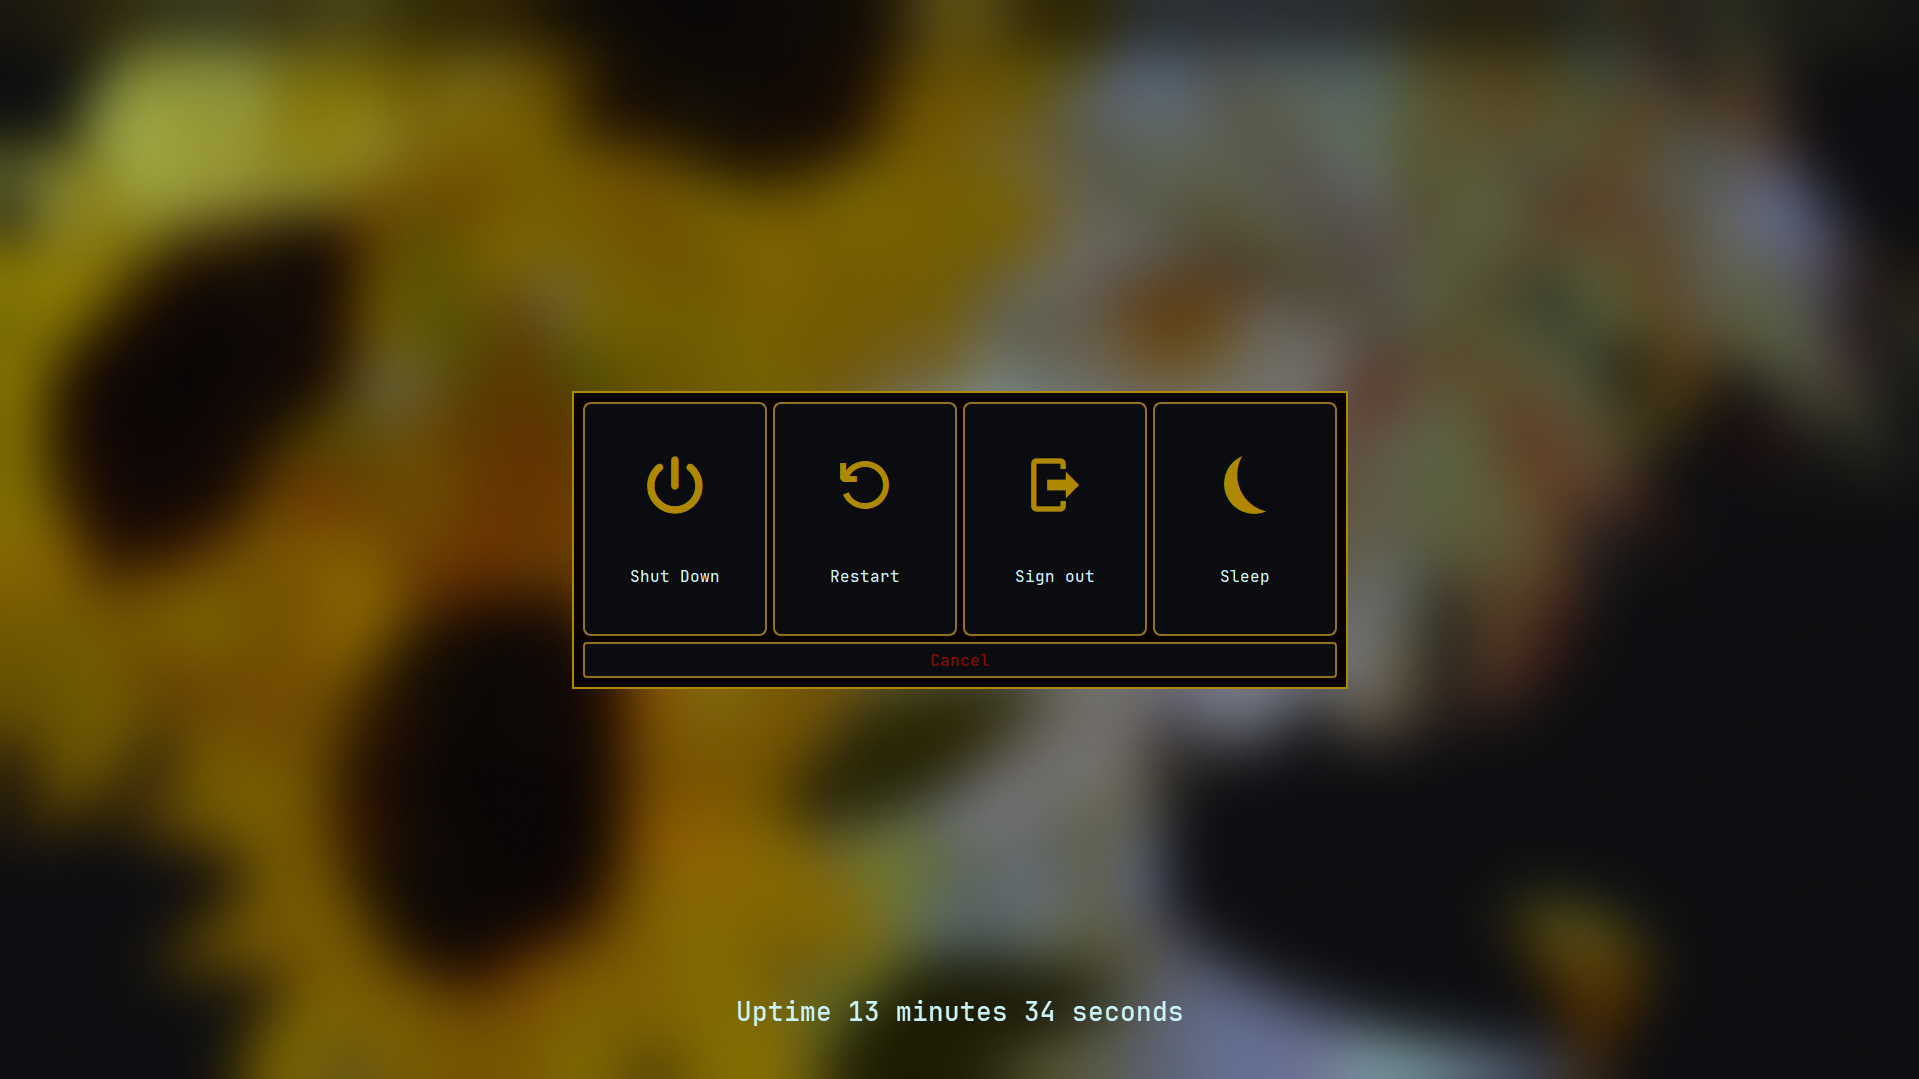 Shut Down
Restart
Sign out
Sleep
Cancel
Uptime 13 minutes 34 seconds